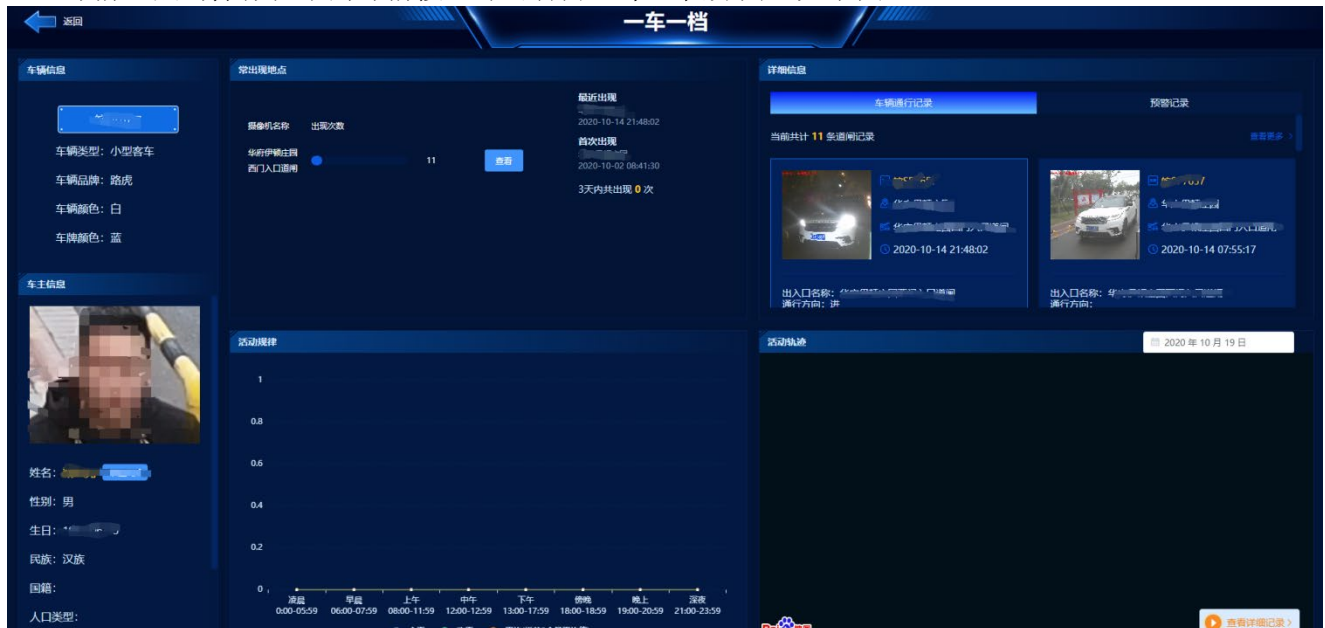 返回
一车一档
车辆信息
车辆类型：小型客车
车辆品牌：路虎
车辆颜色：白
车牌颜色：蓝
车主信息
姓名：
性别：男
生日：
民族：汉族
国籍：
人口类型：
常出现地点
摄像机名称 出现次数
华府伊顿庄园
西门入口道闸
11
查看
最近出现
2020-10-14 21:48:02
首次出现
2020-10-02 08:41:30
3天内共出现 0 次
活动规律
1
0.8
0.6
0.4
0.2
0
凌晨 早晨 上午 中午 下午 傍晚 晚上 深夜
0:00-05:59 06:00-07:59 08:00-11:59 12:00-12:59 13:00-17:59 18:00-18:59 19:00-20:59 21:00-23:59
详细信息
车辆通行记录 预警记录
当前共计 11 条道闸记录
查看更多 >
2020-10-14 21:48:02
出入口名称：
通行方向：进
2020-10-14 07:55:17
出入口名称：
通行方向：
活动轨迹
2020 年 10 月 19 日
查看详细记录 >